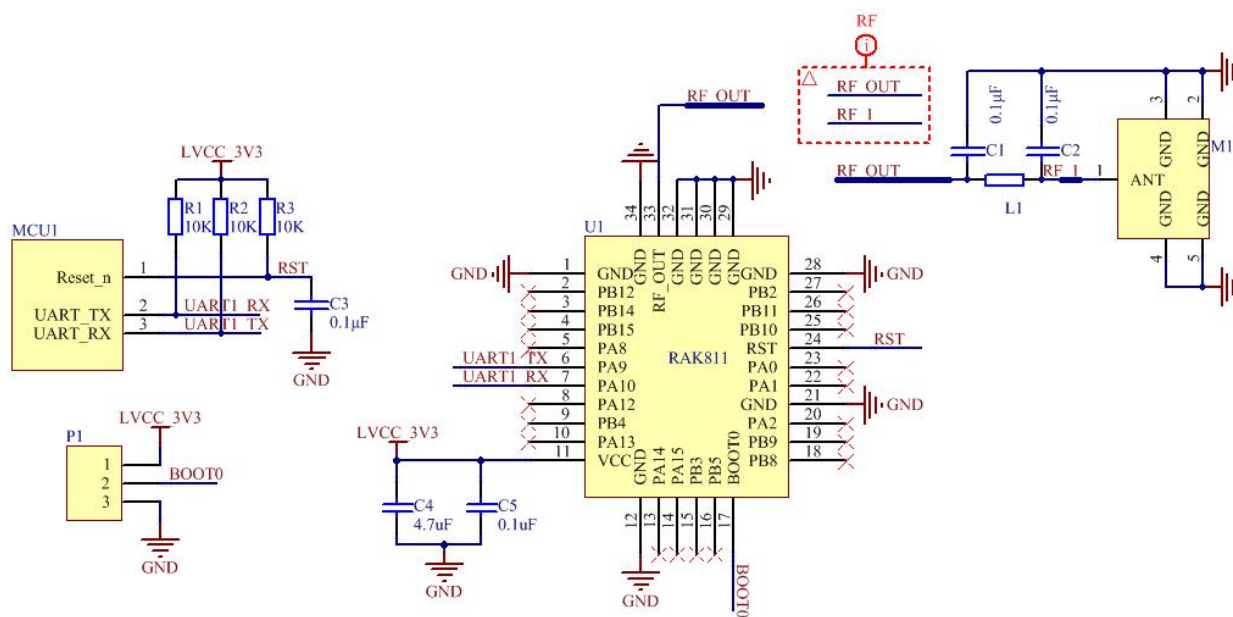 RF
i
RF_OUT
RF_1
RF_OUT
0.1μF
0.1μF
C1
C2
RF_OUT
RF_1
1
L1
3
2
GND
GND
ANT
M1
GND
GND
4
5
LVCC_3V3
R1
10K
R2
10K
R3
10K
MCU1
Reset_n
1
RST
UART_TX
2
UART1_RX
UART_RX
3
UART1_TX
C3
0.1μF
GND
P1
LVCC_3V3
1
2
BOOT0
3
GND
U1
34
33
32
31
30
29
GND
RF_OUT
GND
GND
GND
GND
GND
1
GND
2
PB12
3
PB14
4
PB15
5
PA8
UART1_TX
6
PA9
UART1_RX
7
PA10
8
PA12
9
PB4
10
PA13
11
VCC
RAK811
GND
28
GND
PB2
27
PB11
26
PB10
25
RST
24
RST
PA0
23
PA1
22
GND
21
GND
PA2
20
PB9
19
PB8
18
GND
PA14
PA15
PB3
PB5
BOOT0
12
13
14
15
16
17
GND
BOOT0
LVCC_3V3
C4
4.7uF
C5
0.1uF
GND